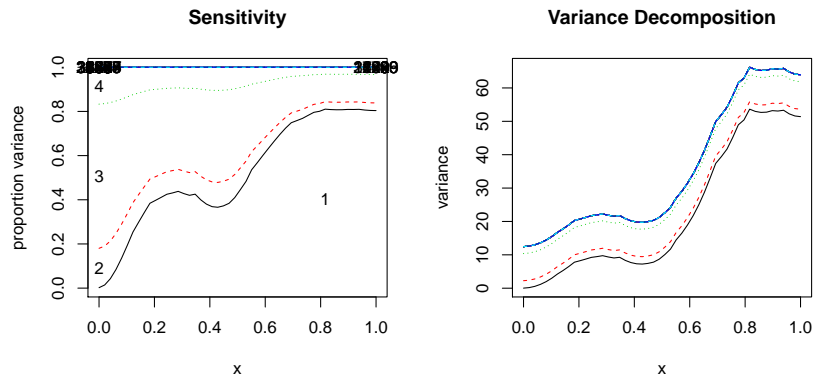 Sensitivity
Variance Decomposition
proportion variance
0.0 0.2 0.4 0.6 0.8 1.0
4
3
2
1
0.0 0.2 0.4 0.6 0.8 1.0
x
variance
0 10 20 30 40 50 60
0.0 0.2 0.4 0.6 0.8 1.0
x